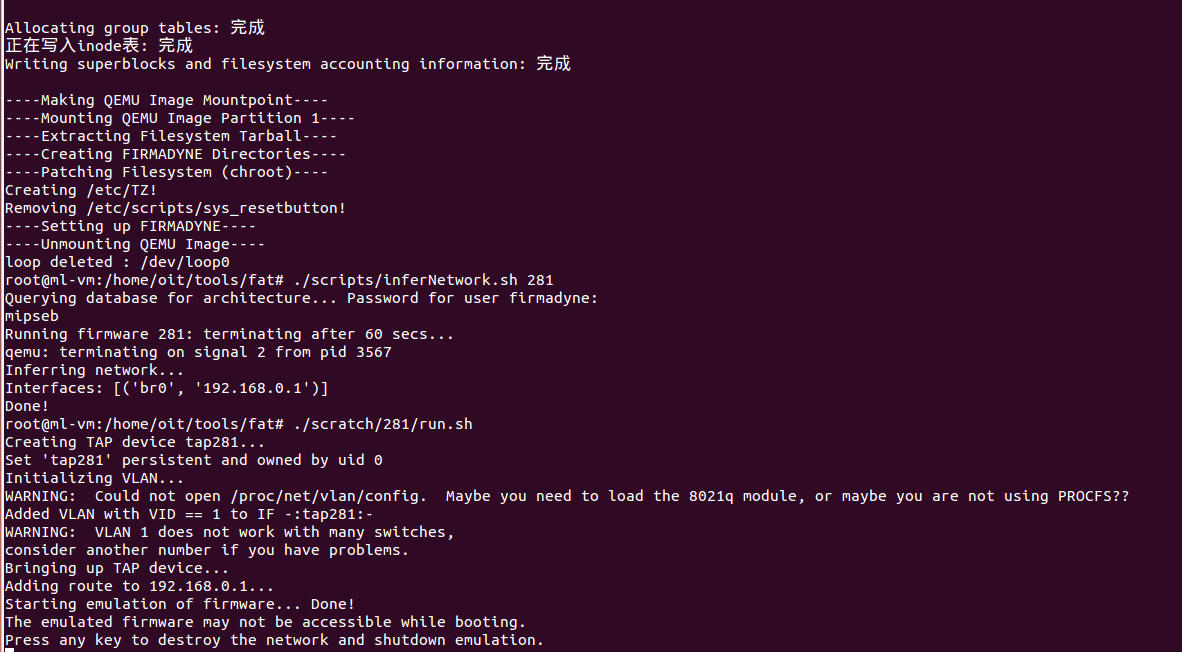 Allocating group tables: 完成
正在写入inode表: 完成
Writing superblocks and filesystem accounting information: 完成
----Making QEMU Image Mountpoint----
----Mounting QEMU Image Partition 1----
----Extracting Filesystem Tarball----
----Creating FIRMADYNE Directories----
----Patching Filesystem (chroot)----
Creating /etc/TZ!
Removing /etc/scripts/sys_resetbutton!
----Setting up FIRMADYNE----
----Unmounting QEMU Image----
loop deleted : /dev/loop0
root@ml-vm:/home/oit/tools/fat# ./scripts/inferNetwork.sh 281
Querying database for architecture... Password for user firmadyne:
mipseb
Running firmware 281: terminating after 60 secs...
qemu: terminating on signal 2 from pid 3567
Inferring network...
Interfaces: [('br0', '192.168.0.1')]
Done!
root@ml-vm:/home/oit/tools/fat# ./scratch/281/run.sh
Creating TAP device tap281...
Set 'tap281' persistent and owned by uid 0
Initializing VLAN...
WARNING:  Could not open /proc/net/vlan/config.  Maybe you need to load the 8021q module, or maybe you are not using PROCFS??
Added VLAN with VID == 1 to IF -:tap281:-
WARNING:  VLAN 1 does not work with many switches,
consider another number if you have problems.
Bringing up TAP device...
Adding route to 192.168.0.1...
Starting emulation of firmware... Done!
The emulated firmware may not be accessible while booting.
Press any key to destroy the network and shutdown emulation.